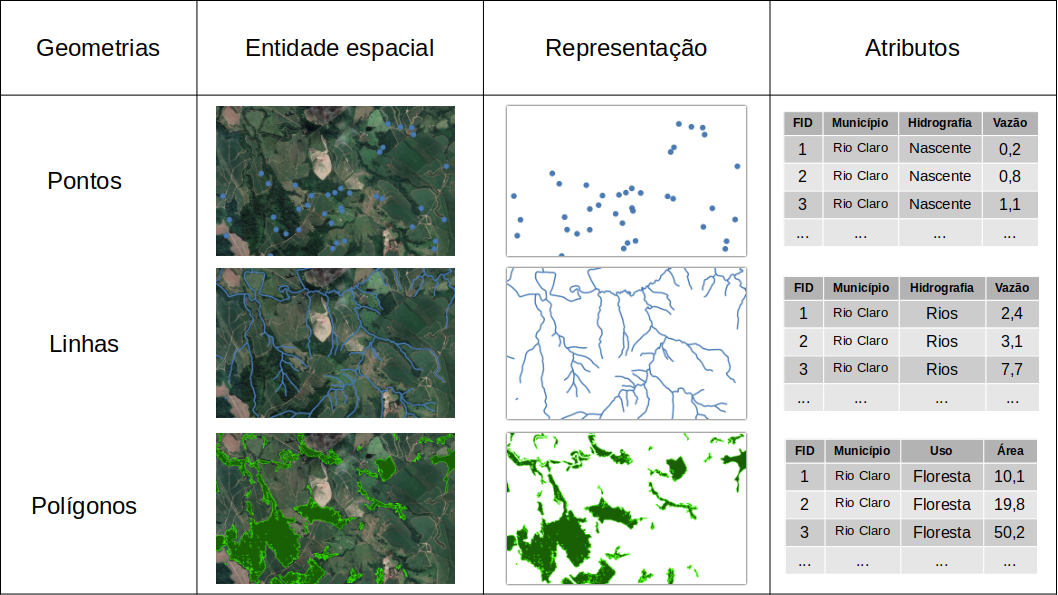 Geometrias Entidade espacial Representação Atributos
Pontos
FID Município Hidrografia Vazão
1 Rio Claro Nascente 0,2
2 Rio Claro Nascente 0,8
3 Rio Claro Nascente 1,1
... ... ... ...
Linhas
FID Município Hidrografia Vazão
1 Rio Claro Rios 2,4
2 Rio Claro Rios 3,1
3 Rio Claro Rios 7,7
... ... ... ...
Polígonos
FID Município Uso Área
1 Rio Claro Floresta 10,1
2 Rio Claro Floresta 19,8
3 Rio Claro Floresta 50,2
... ... ... ...